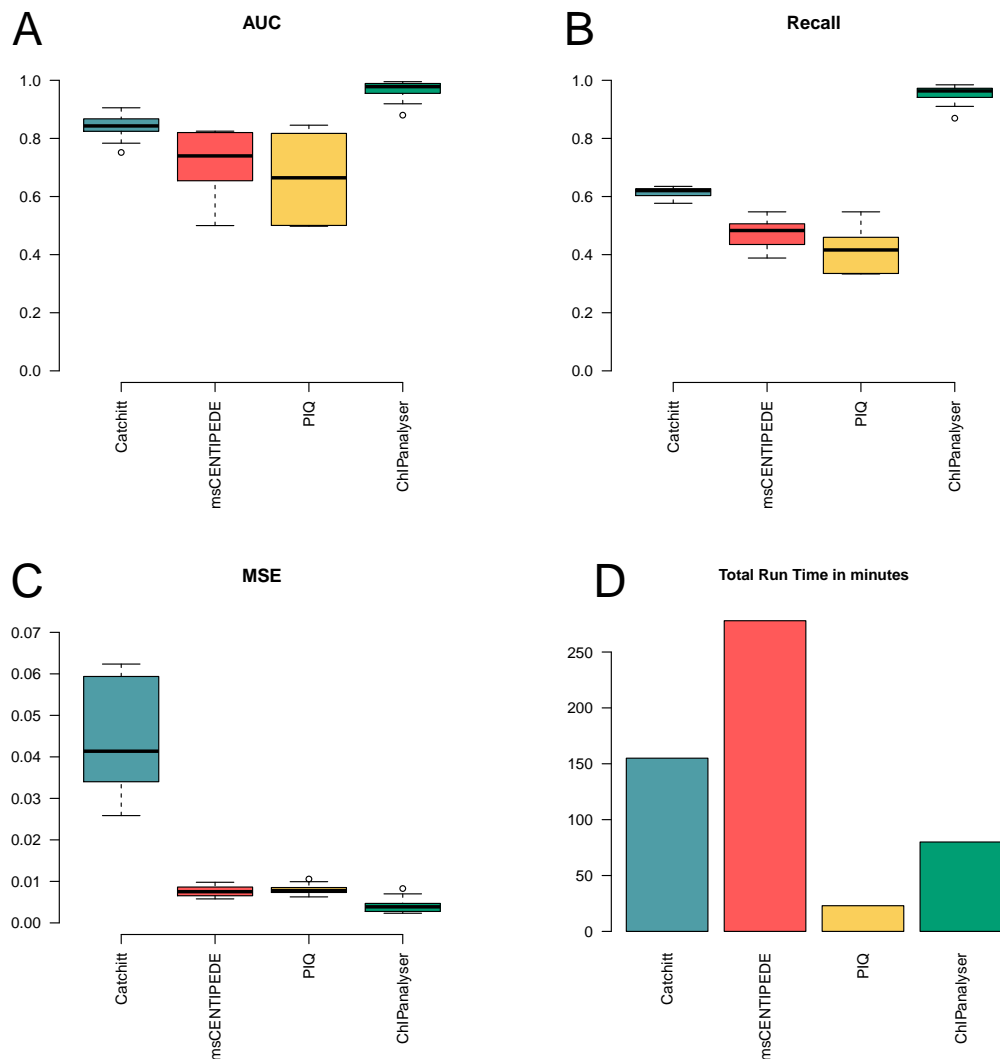 A
AUC
1.0
0.8
0.6
0.4
0.2
0.0
Catchitt
msCENTIPEDE
PIQ
ChIPanalyser
B
Recall
1.0
0.8
0.6
0.4
0.2
0.0
Catchitt
msCENTIPEDE
PIQ
ChIPanalyser
C
MSE
0.07
0.06
0.05
0.04
0.03
0.02
0.01
0.00
Catchitt
msCENTIPEDE
PIQ
ChIPanalyser
D
Total Run Time in minutes
250
200
150
100
50
0
Catchitt
msCENTIPEDE
PIQ
ChIPanalyser